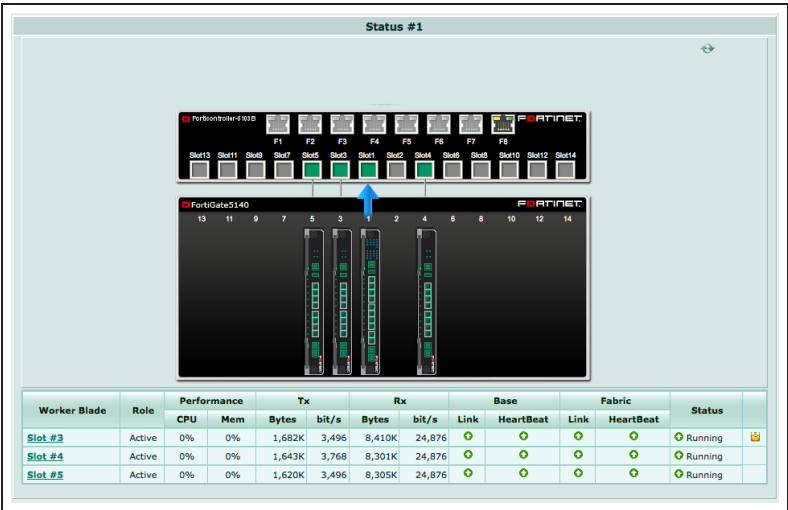 Status #1
Forticontroller-5103B FORTINET
F1 F2 F3 F4 F5 F6 F7 F8
Slot13 Slot11 Slot9 Slot7 Slot5 Slot3 Slot1 Slot2 Slot4 Slot6 Slot8 Slot10 Slot12 Slot14
FortiGate5140 FORTINET
13 11 9 7 5 3 1 2 4 6 8 10 12 14
Worker Blade Role Performance Tx Rx Base Fabric Status
CPU Mem Bytes bit/s Bytes bit/s Link HeartBeat Link HeartBeat
Slot #3 Active 0% 0% 1,682K 3,496 8,410K 24,876 Running
Slot #4 Active 0% 0% 1,643K 3,768 8,301K 24,876 Running
Slot #5 Active 0% 0% 1,620K 3,496 8,305K 24,876 Running